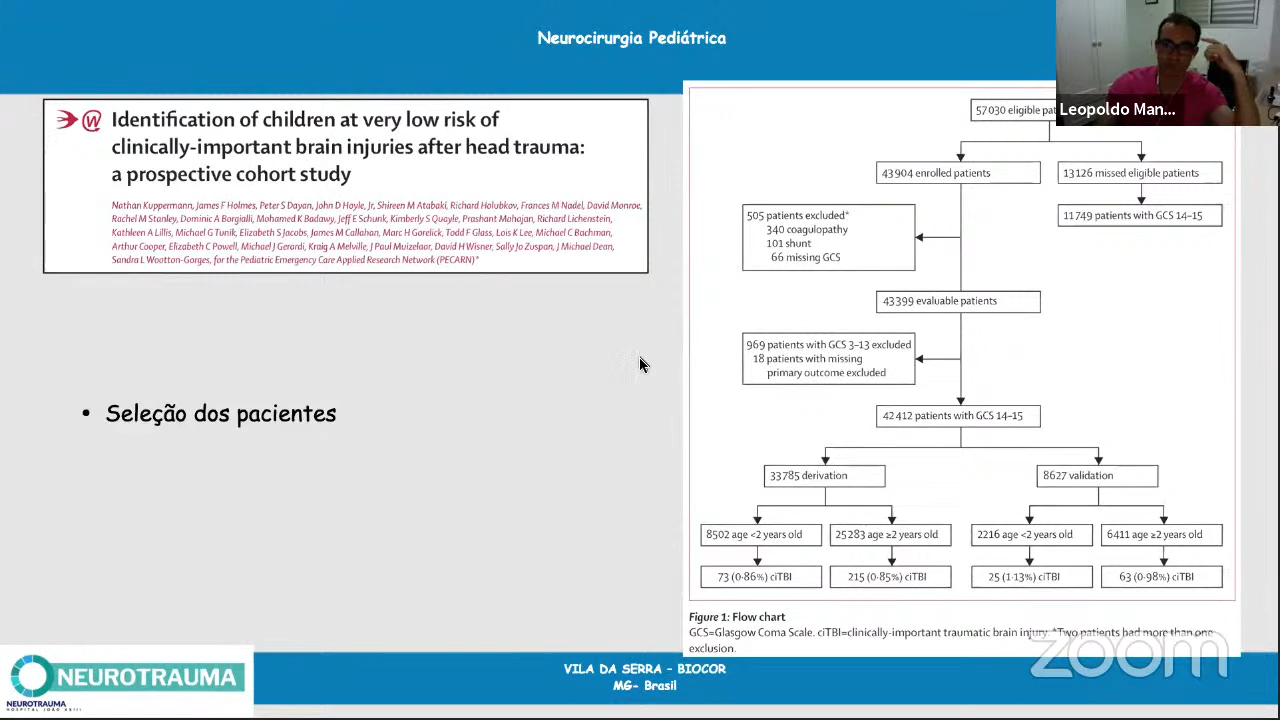 Neurocirurgia Pediátrica
Leopoldo Man...
Identification of children at very low risk of
clinically-important brain injuries after head trauma:
a prospective cohort study
Nathan Kuppermann, James F Holmes, Peter S Dayan, John D Hoyle, Jr, Shireen M Atabaki, Richard Holubkov, Frances M Nadel, David Monroe,
Rachel M Stanley, Dominic A Borgialli, Mohamed K Badawy, Jeff E Schunk, Kimberly S Quayle, Prashant Mahajan, Richard Lichenstein,
Kathleen A Lillis, Michael G Tunik, Elizabeth S Jacobs, James M Callahan, Marc H Gorelick, Todd F Glass, Lois K Lee, Michael C Bachman,
Arthur Cooper, Elizabeth C Powell, Michael J Gerardi, Kraig A Melville, J Paul Muizelaar, David H Wisner, Sally Jo Zuspan, J Michael Dean,
Sandra L Wootton-Gorges, for the Pediatric Emergency Care Applied Research Network (PECARN)*
• Seleção dos pacientes
57 030 eligible
43 904 enrolled patients
13 126 missed eligible patients
11 749 patients with GCS 14–15
505 patients excluded*
340 coagulopathy
101 shunt
66 missing GCS
43 399 evaluable patients
969 patients with GCS 3–13 excluded
18 patients with missing
primary outcome excluded
42 412 patients with GCS 14–15
33 785 derivation
8627 validation
8502 age <2 years old
25 283 age ≥2 years old
2216 age <2 years old
6411 age ≥2 years old
73 (0·86%) ciTBI
215 (0·85%) ciTBI
25 (1·13%) ciTBI
63 (0·98%) ciTBI
Figure 1: Flow chart
GCS=Glasgow Coma Scale. ciTBI=clinically-important traumatic brain injury. *Two patients had more than one
exclusion.
zoom
NEUROTRAUMA
NEUROTRAUMA
HOSPITAL JOÃO XXIII
VILA DA SERRA - BIOCOR
MG- Brasil